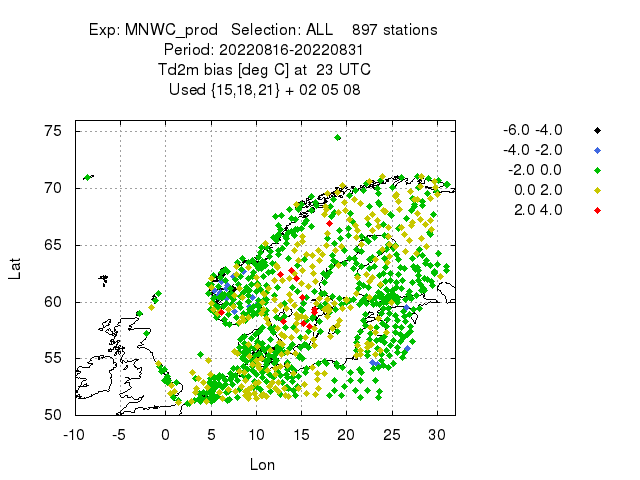 Exp: MNWC_prod   Selection: ALL    897 stations
Period: 20220816-20220831
Td2m bias [deg C] at  23 UTC
Used {15,18,21} + 02 05 08
-6.0 -4.0
-4.0 -2.0
-2.0 0.0
0.0 2.0
2.0 4.0
75
70
65
60
55
50
Lat
-10 -5 0 5 10 15 20 25 30
Lon